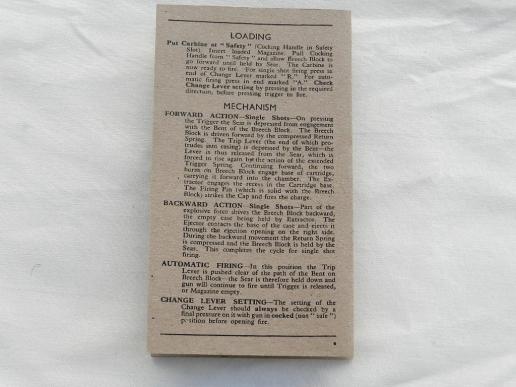 LOADING
Put Carbine at "Safety" (Cocking Handle in Safety
Slot). Insert loaded Magazine. Pull Cocking
Handle from "Safety" and allow Breech Block to
go forward until held by Sear. The Carbine is
now ready to fire. For single shot firing press in
end of Change Lever marked "R." For auto-
matic firing press in end marked "A." Check
Change Lever setting by pressing in the required
direction, before pressing trigger to fire.
MECHANISM
FORWARD ACTION—Single Shots—On pressing
the Trigger the Sear is depressed from engagement
with the Bent of the Breech Block. The Breech
Block is driven forward by the compressed Return
Spring. The Trip Lever (the end of which pro-
trudes into casing) is depressed by the Bent—the
Lever is thus released from the Sear, which is
forced to rise again by the action of the extended
Trigger Spring. Continuing forward, the two
horns on Breech Block engage base of cartridge,
carrying it forward into the chamber. The Ex-
tractor engages the recess in the Cartridge base.
The Firing Pin (which is solid with the Breech
Block) strikes the Cap and fires the charge.
BACKWARD ACTION—Single Shots—Part of the
explosive force drives the Breech Block backward,
the empty case being held by Extractor. The
Ejector contacts the base of the case and ejects it
through the ejection opening on the right side.
During the backward movement the Return Spring
is compressed and the Breech Block is held by the
Sear. This completes the cycle for single shot
firing.
AUTOMATIC FIRING—In this position the Trip
Lever is pushed clear of the path of the Bent on
Breech Block—the Sear is therefore held down and
gun will continue to fire until Trigger is released,
or Magazine empty.
CHANGE LEVER SETTING—The setting of the
Change Lever should always be checked by a
final pressure on it with gun in cocked (not "safe")
position before opening fire.